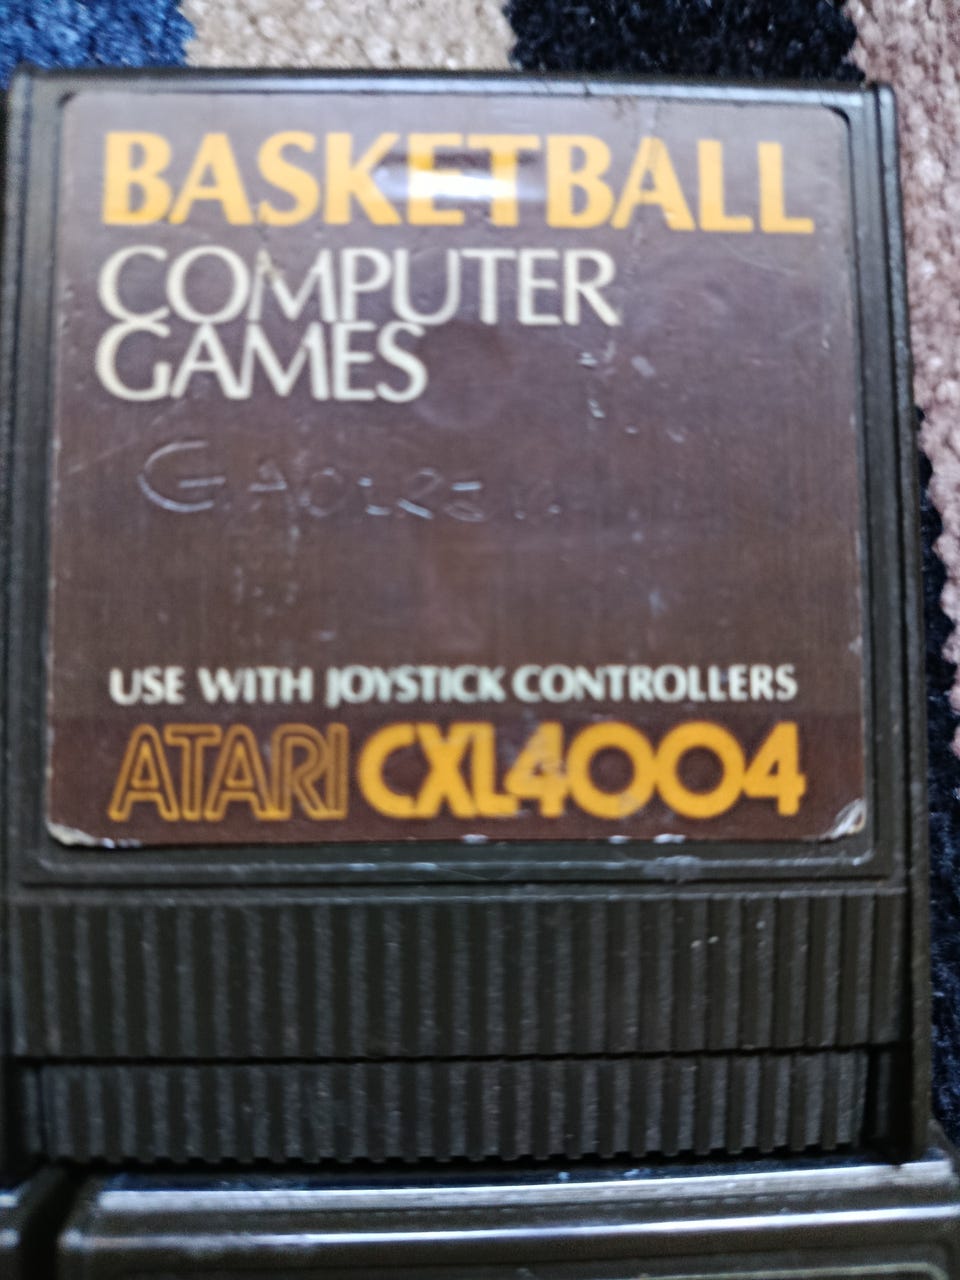 BASKETBALL
COMPUTER
GAMES
USE WITH JOYSTICK CONTROLLERS
ATARI CXL4004